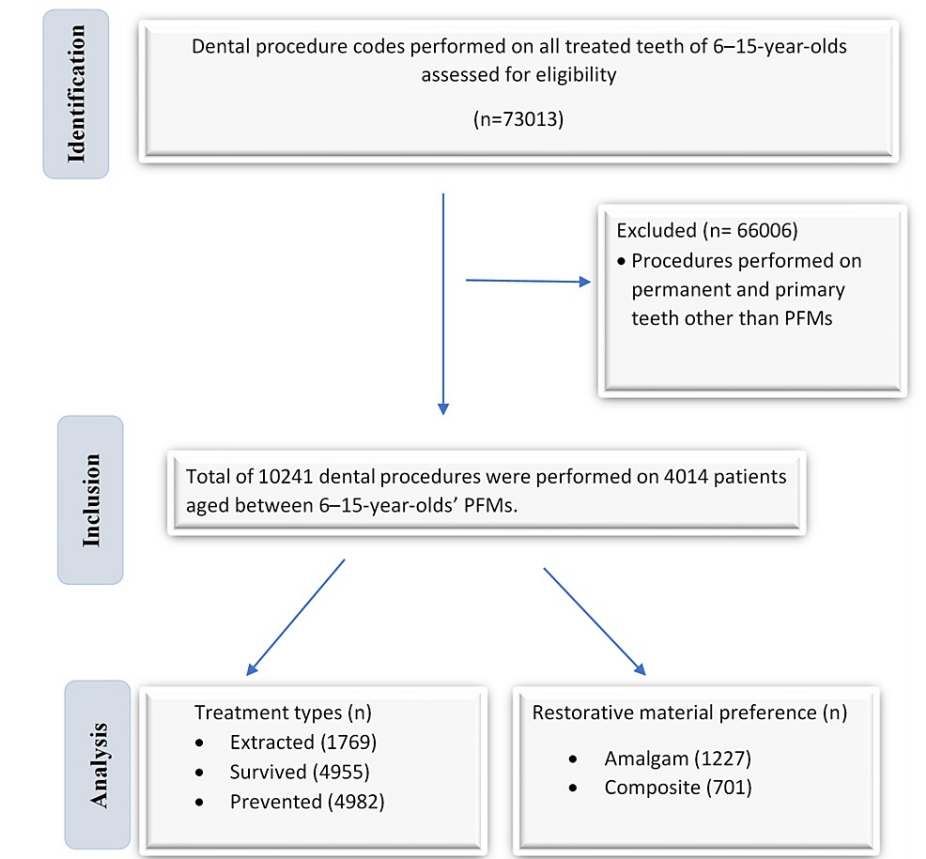 Identification
Dental procedure codes performed on all treated teeth of 6–15-year-olds
assessed for eligibility
(n=73013)
Excluded (n= 66006)
• Procedures performed on
permanent and primary
teeth other than PFMs
Inclusion
Total of 10241 dental procedures were performed on 4014 patients
aged between 6–15-year-olds’ PFMs.
Analysis
Treatment types (n)
• Extracted (1769)
• Survived (4955)
• Prevented (4982)
Restorative material preference (n)
• Amalgam (1227)
• Composite (701)